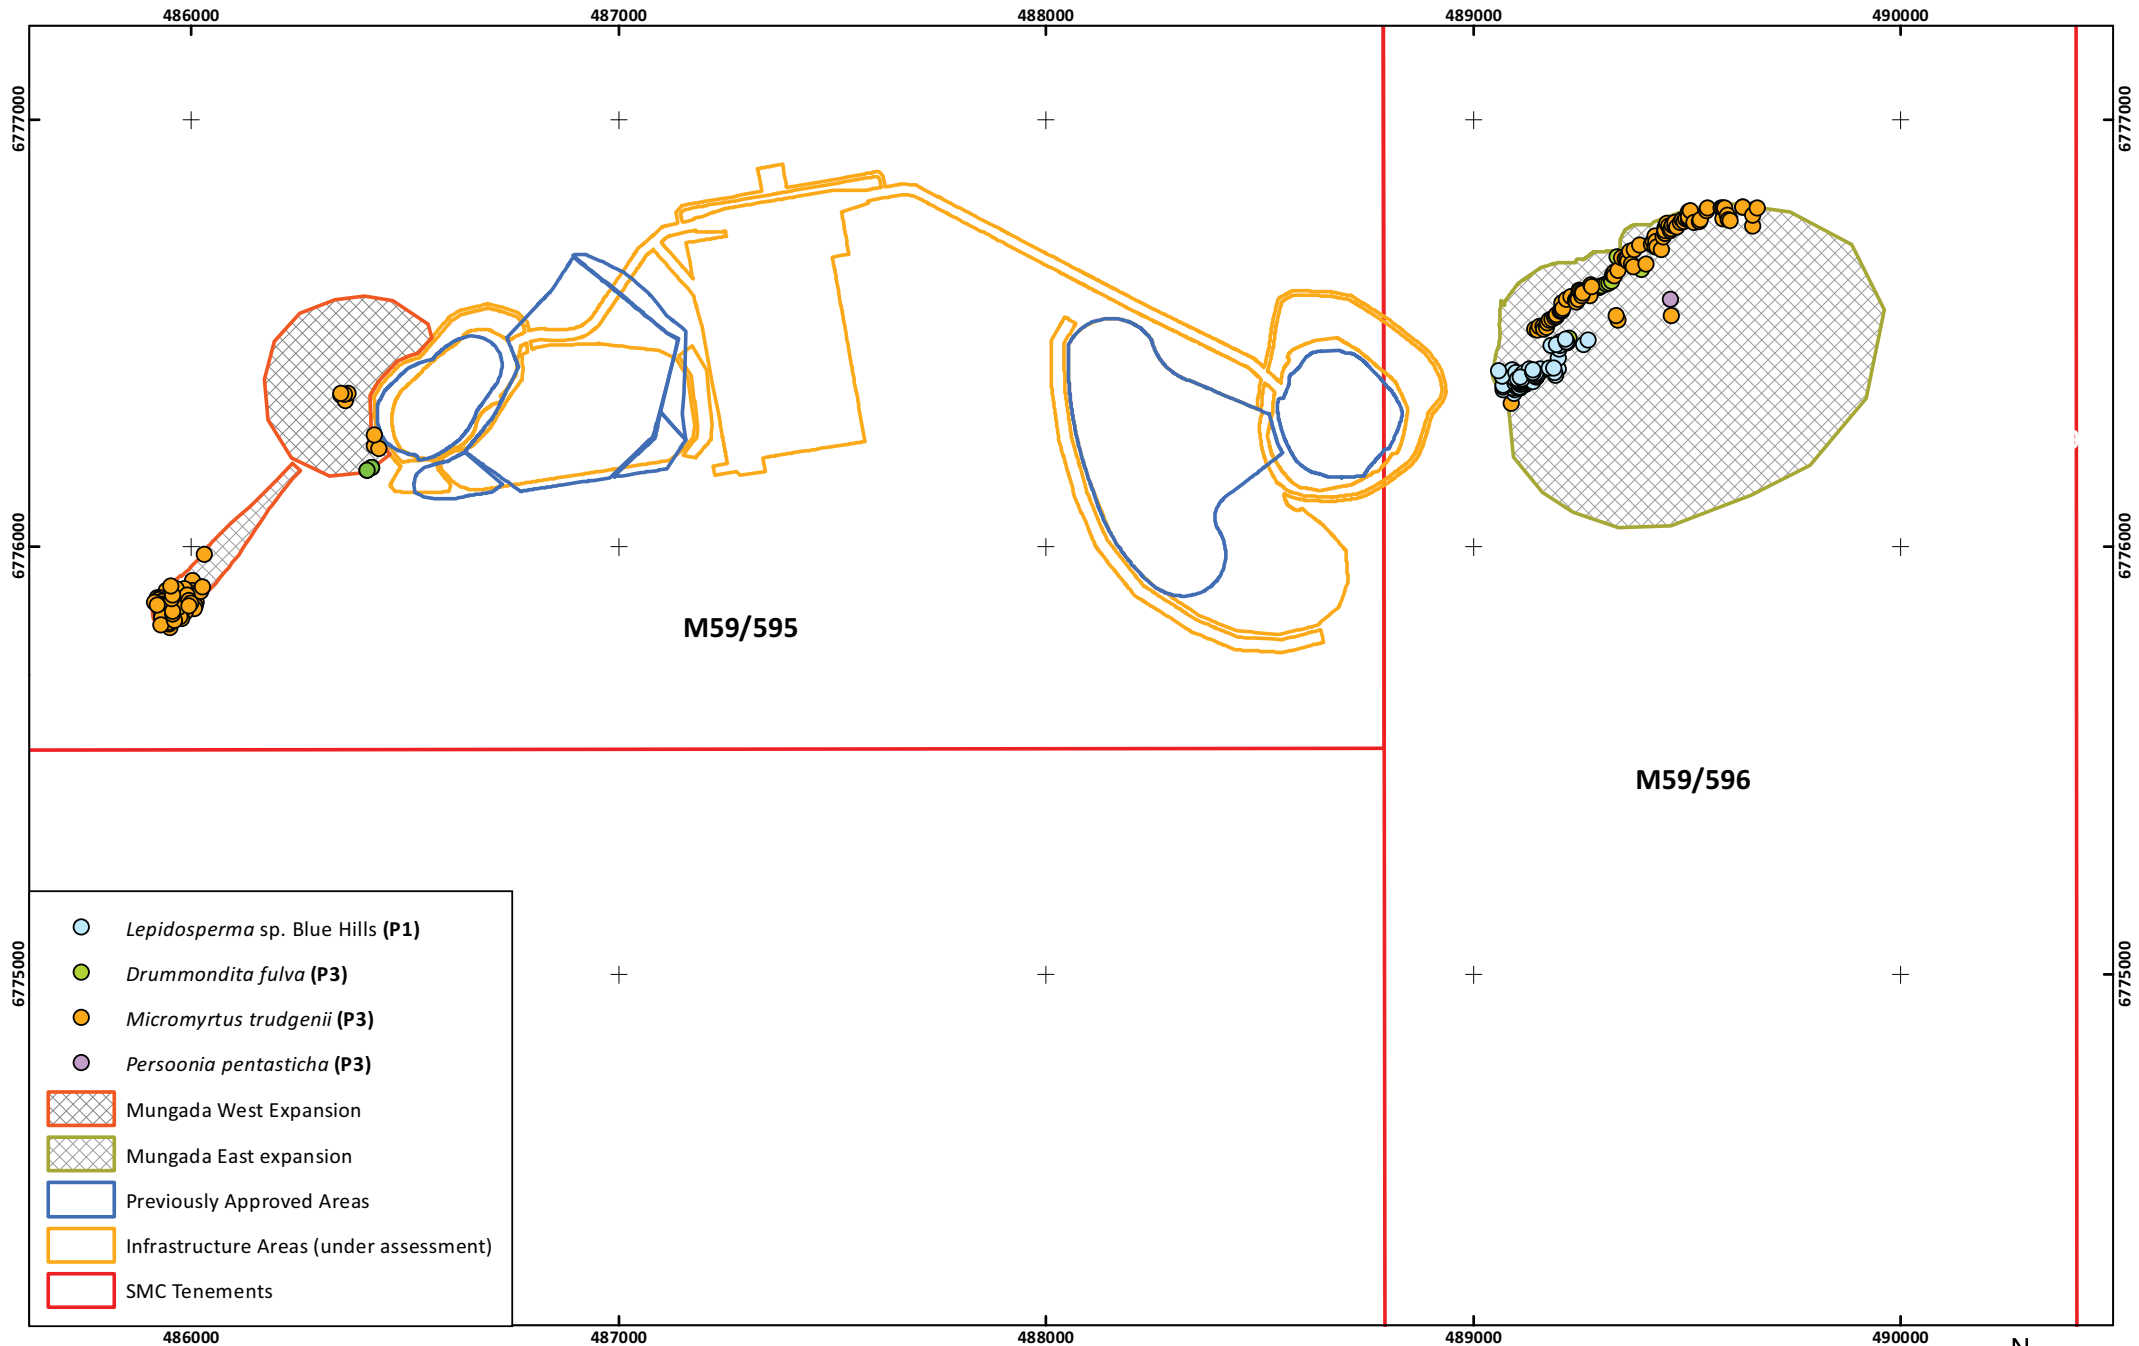 486000 487000 488000 489000 490000
6777000 6777000
6776000 6776000
M59/595
M59/596
6775000 6775000
Lepidosperma sp. Blue Hills (P1)
Drummondita fulva (P3)
Micromyrtus trudgenii (P3)
Persoonia pentasticha (P3)
Mungada West Expansion
Mungada East expansion
Previously Approved Areas
Infrastructure Areas (under assessment)
SMC Tenements
486000 487000 488000 489000 490000
N